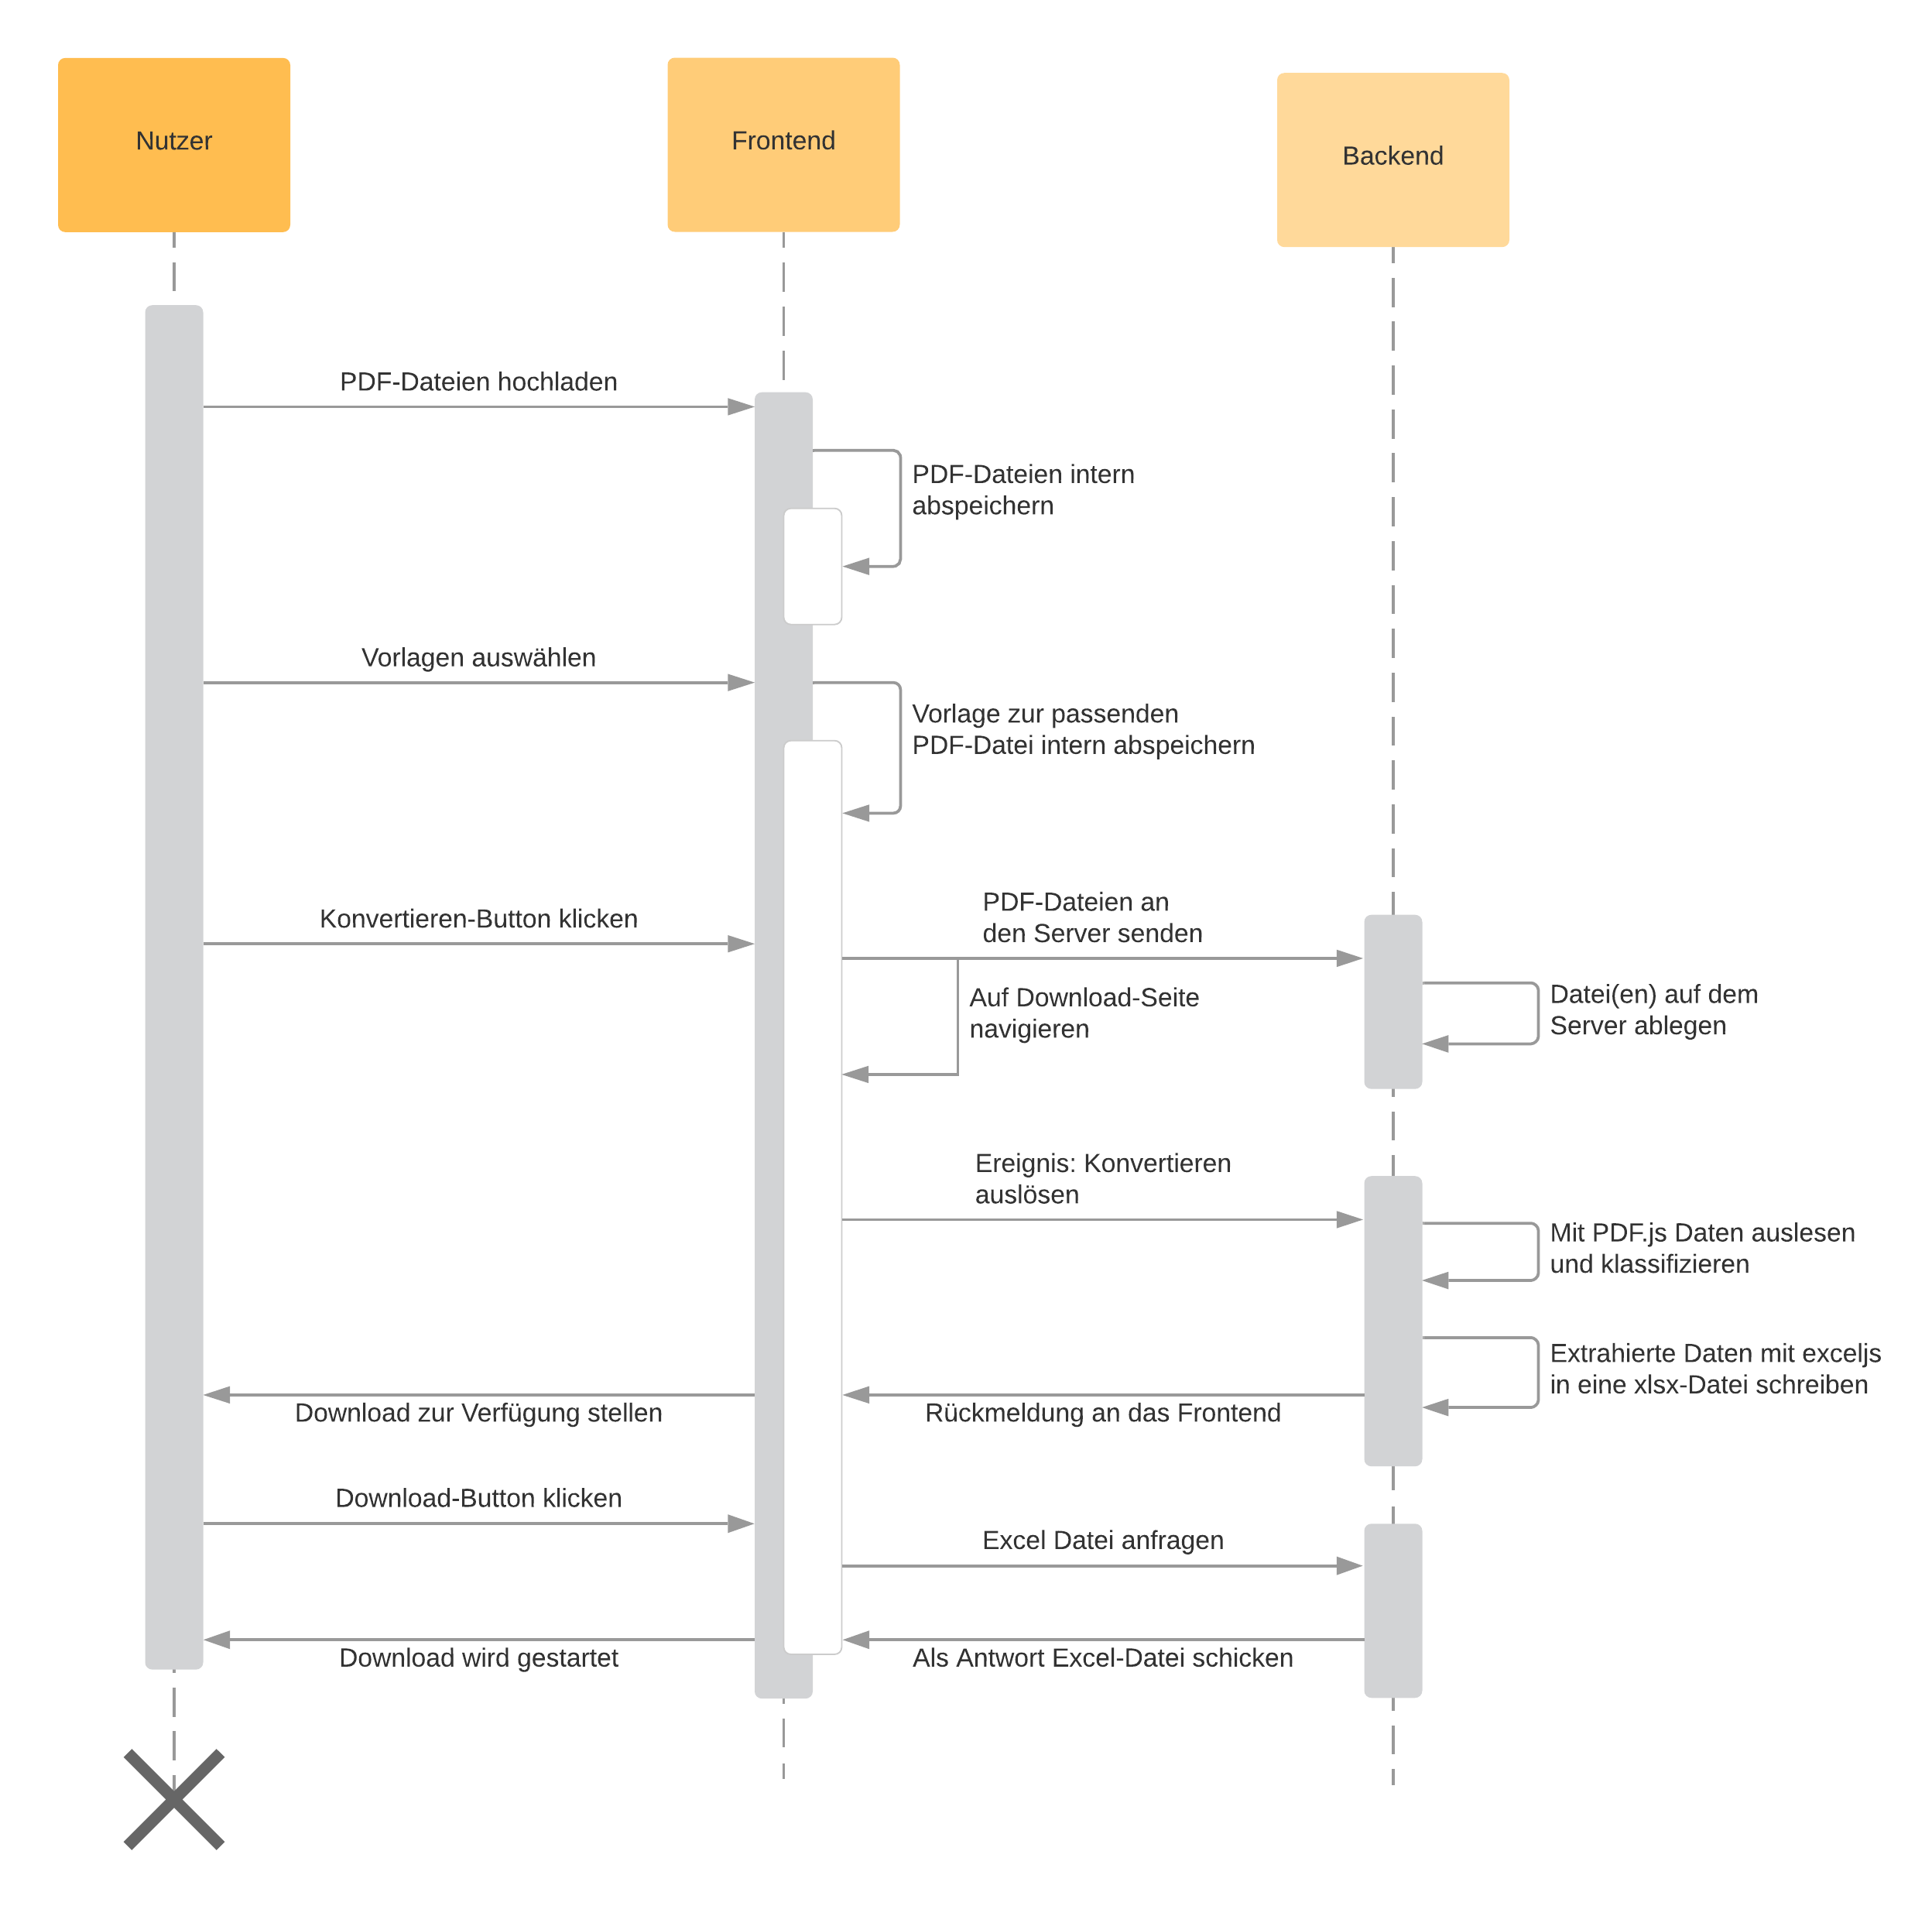 Nutzer
Frontend
Backend
PDF-Dateien hochladen
PDF-Dateien intern
abspeichern
Vorlagen auswählen
Vorlage zur passenden
PDF-Datei intern abspeichern
Konvertieren-Button klicken
PDF-Dateien an
den Server senden
Auf Download-Seite
navigieren
Datei(en) auf dem
Server ablegen
Ereignis: Konvertieren
auslösen
Mit PDF.js Daten auslesen
und klassifizieren
Extrahierte Daten mit exceljs
in eine xlsx-Datei schreiben
Download zur Verfügung stellen
Rückmeldung an das Frontend
Download-Button klicken
Excel Datei anfragen
Download wird gestartet
Als Antwort Excel-Datei schicken